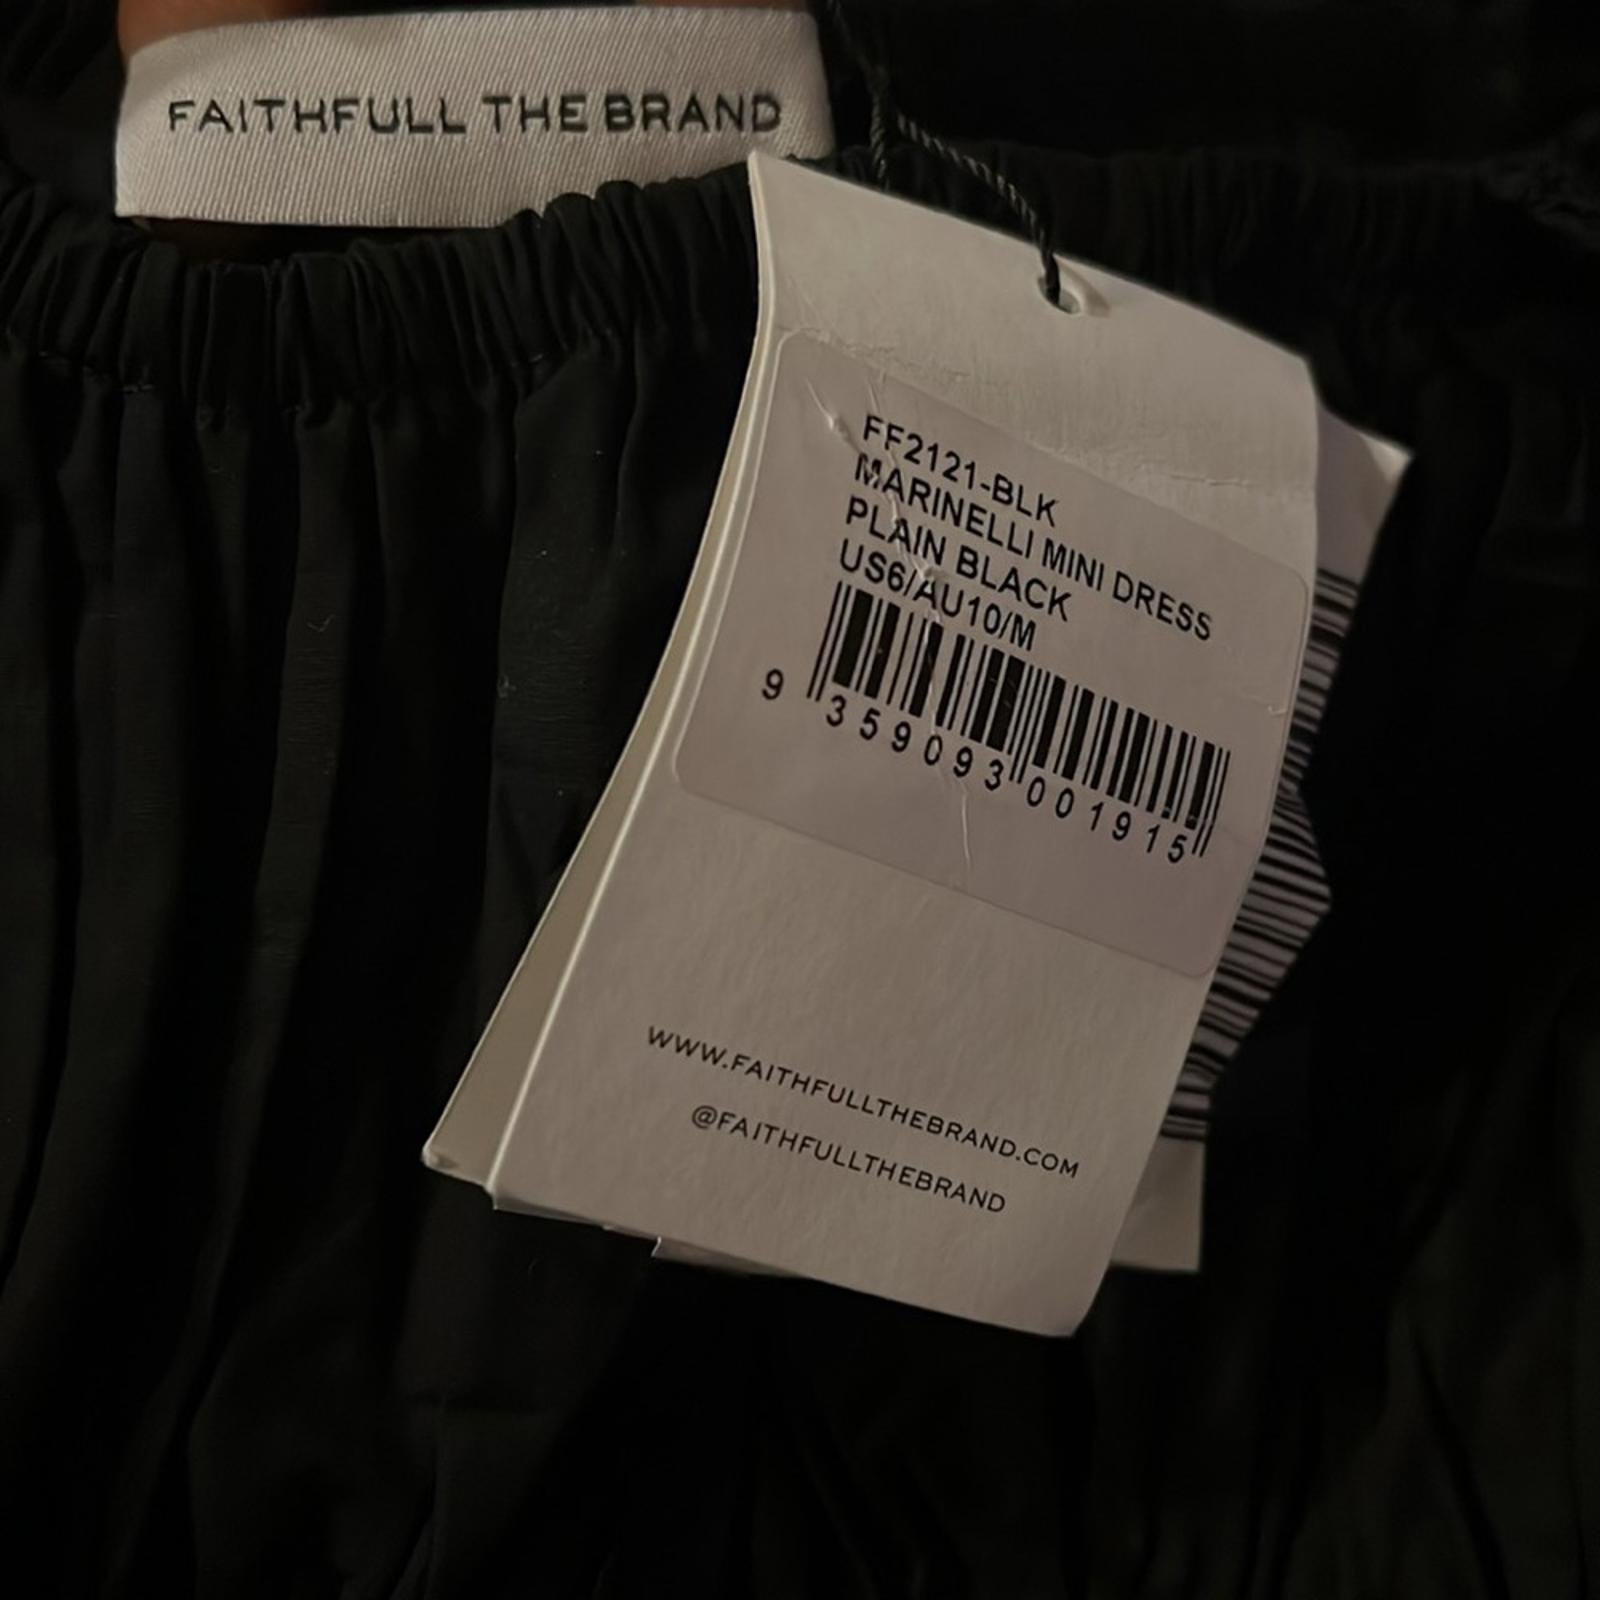 FAITHFULL THE BRAND
FF2121-BLK
MARINELLI MINI DRESS
PLAIN BLACK
US6/AU10/M
9 359093 001915
WWW.FAITHFULLTHEBRAND.COM
@FAITHFULLTHEBRAND